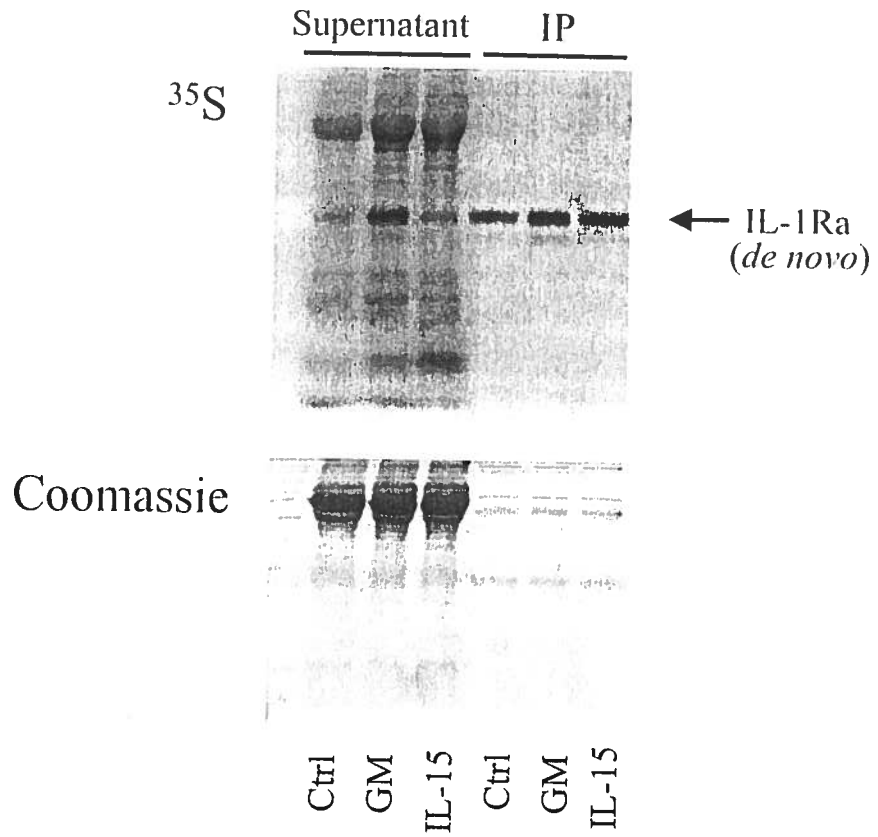 Supernatant IP
35S
IL-1Ra
(de novo)
Coomassie
Ctrl
GM
IL-15
Ctrl
GM
IL-15